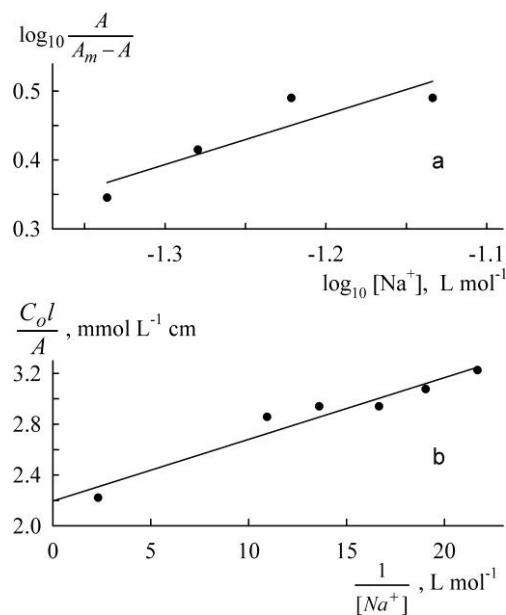 log₁₀ A / (Aₘ − A)
0.5
0.4
0.3
a
-1.3 -1.2 -1.1
log₁₀ [Na⁺], L mol⁻¹
Cₒl / A , mmol L⁻¹ cm
3.2
2.8
2.4
2.0
b
0 5 10 15 20
1 / [Na⁺] , L mol⁻¹